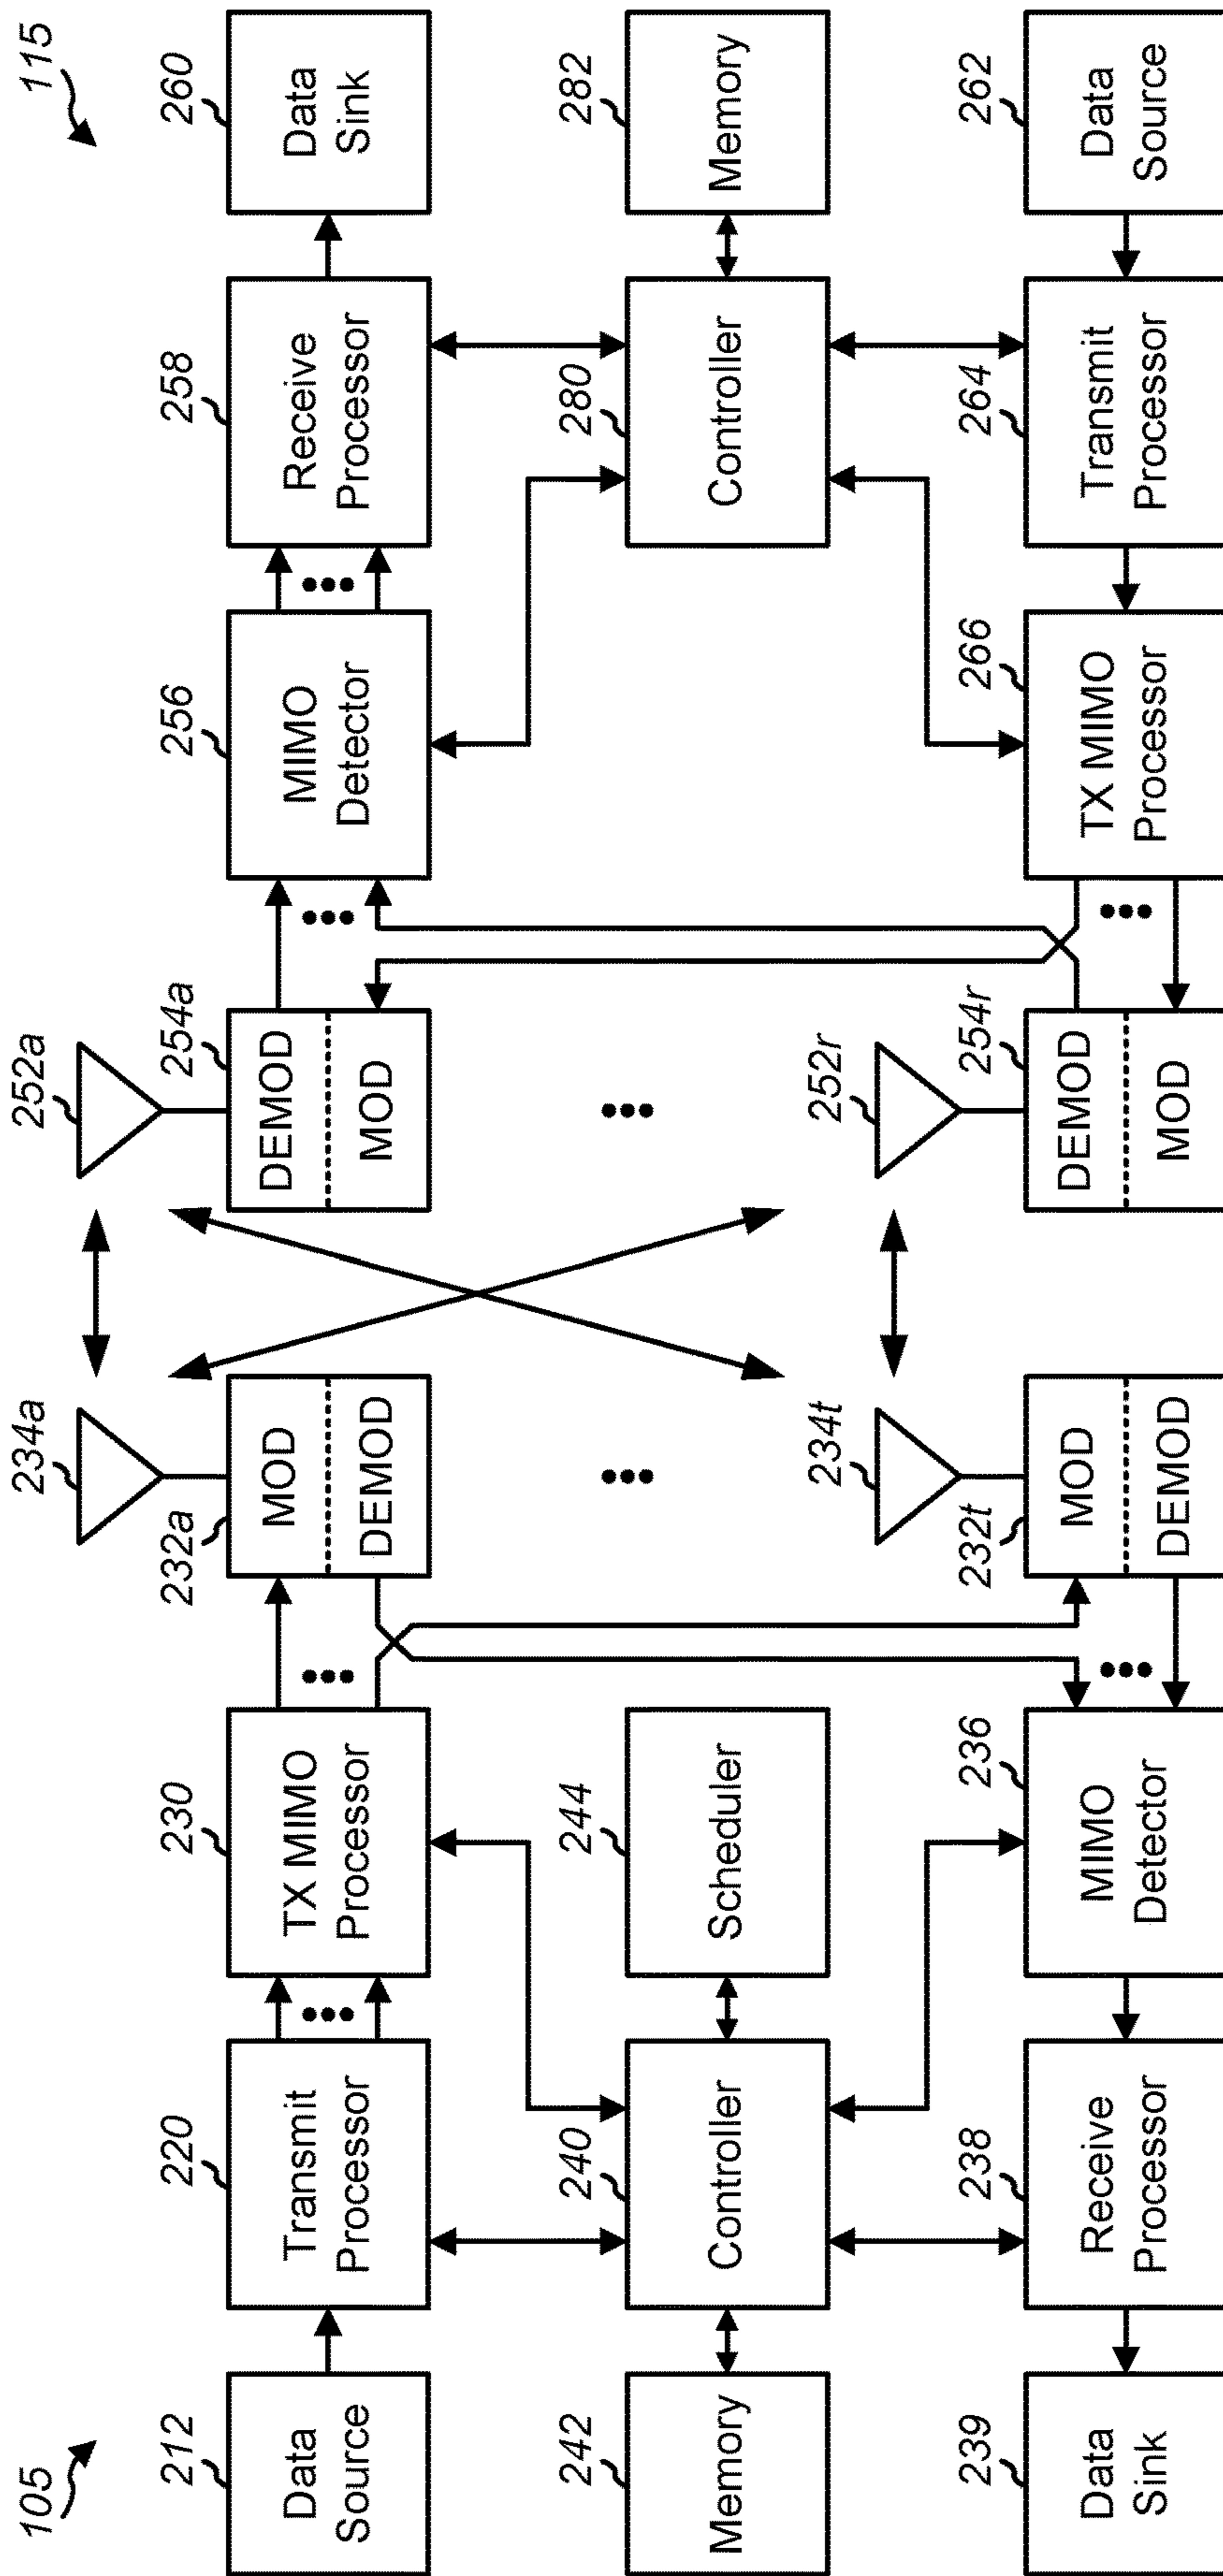 105
115
212
Data
Source
220
Transmit
Processor
230
TX MIMO
Processor
232a
MOD
DEMOD
234a
252a
254a
DEMOD
MOD
256
MIMO
Detector
258
Receive
Processor
260
Data
Sink
242
Memory
240
Controller
244
Scheduler
280
Controller
282
Memory
239
Data
Sink
238
Receive
Processor
236
MIMO
Detector
232t
MOD
DEMOD
234t
252r
254r
DEMOD
MOD
266
TX MIMO
Processor
264
Transmit
Processor
262
Data
Source